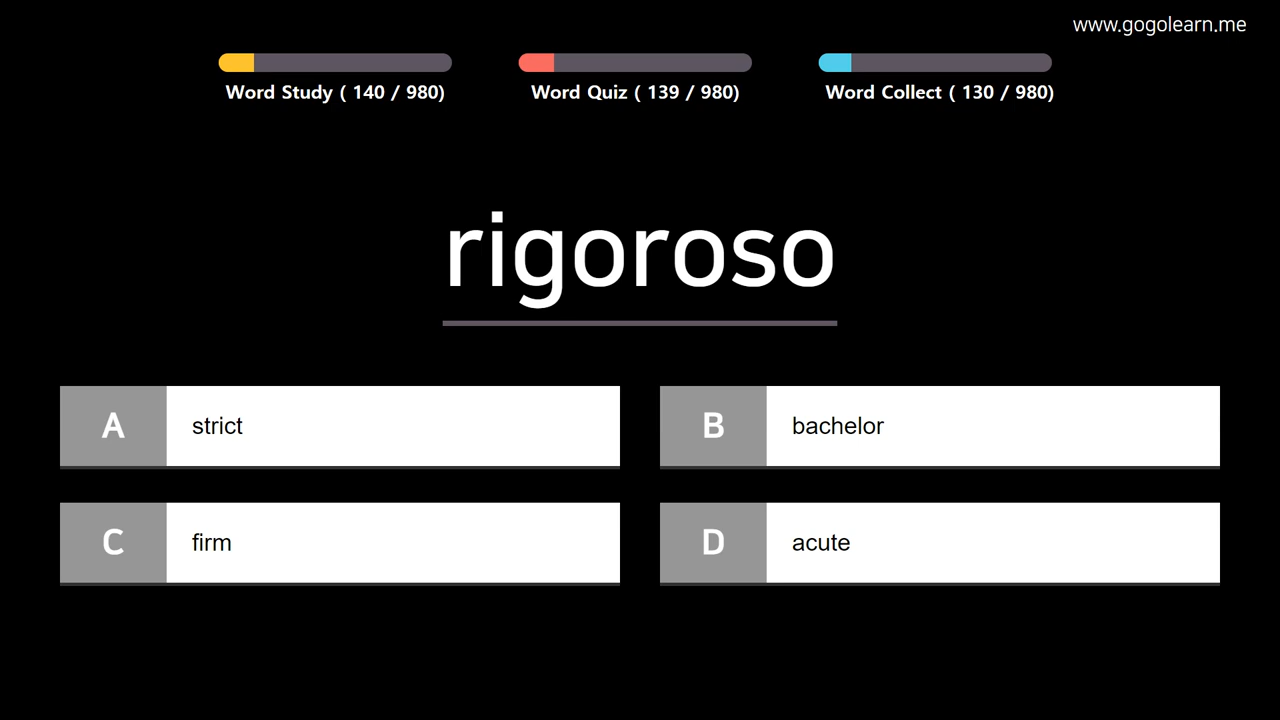 www.gogolearn.me
Word Study ( 140 / 980)
Word Quiz ( 139 / 980)
Word Collect ( 130 / 980)
rigoroso
A strict
B bachelor
C firm
D acute